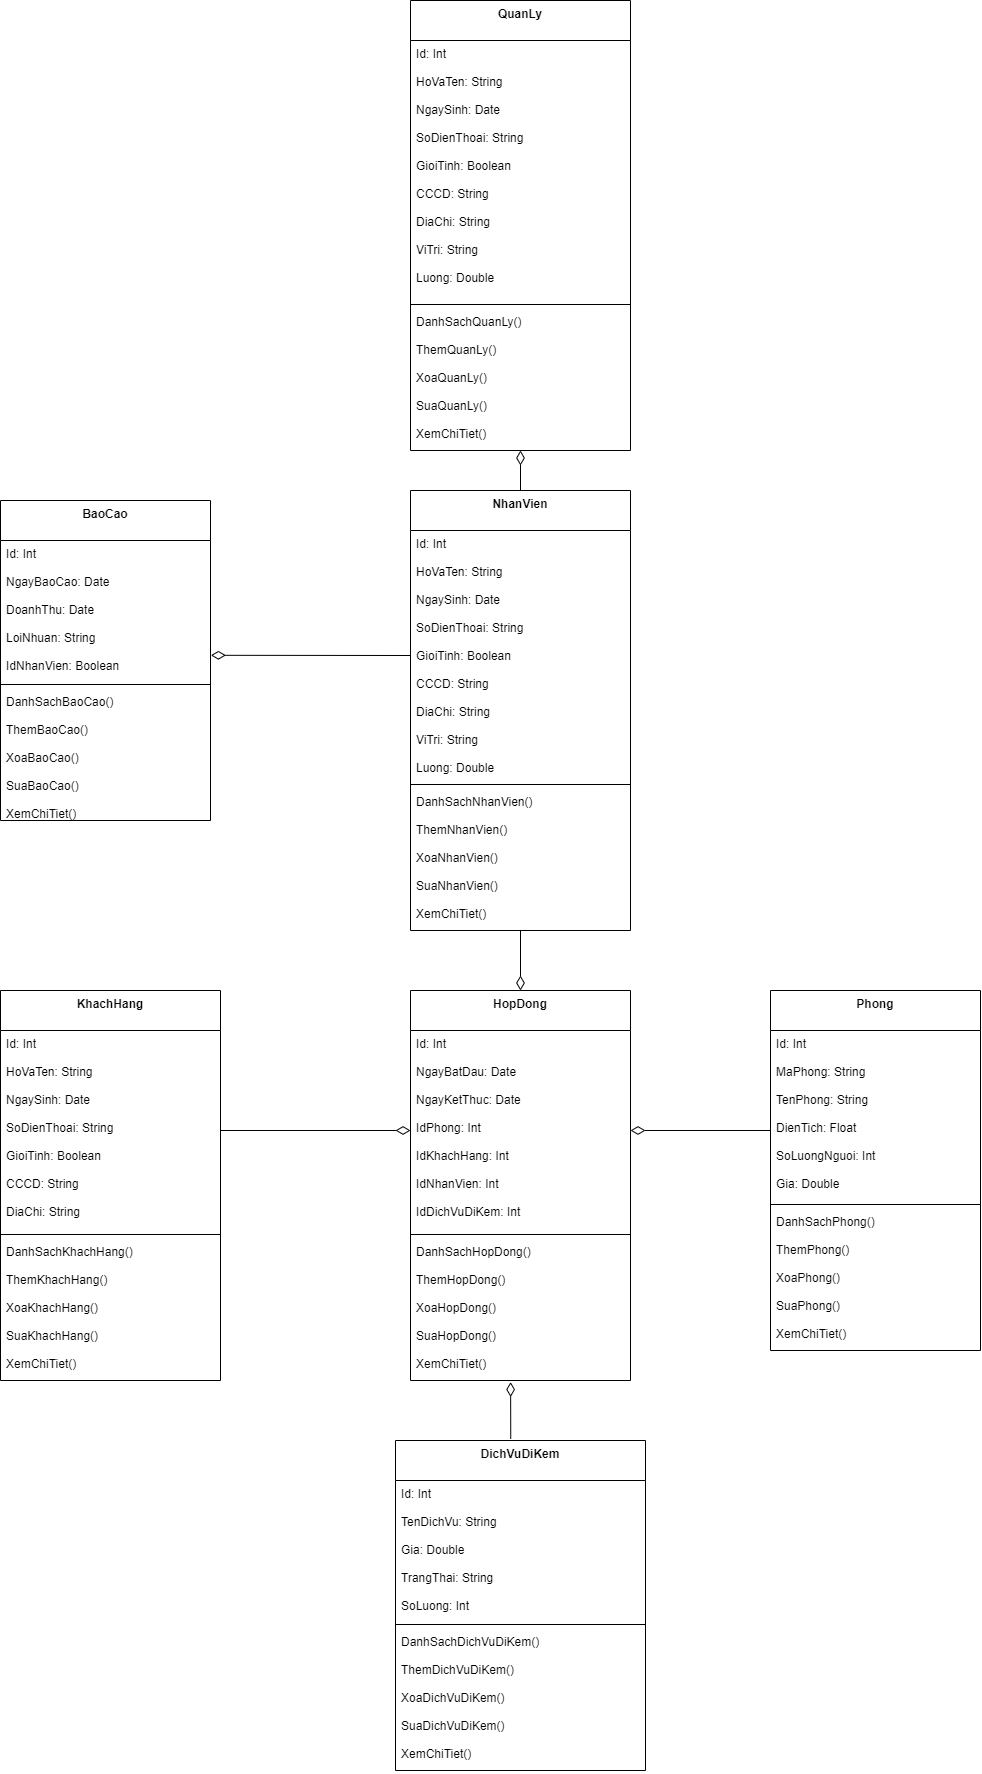 QuanLy
Id: Int
HoVaTen: String
NgaySinh: Date
SoDienThoai: String
GioiTinh: Boolean
CCCD: String
DiaChi: String
ViTri: String
Luong: Double
DanhSachQuanLy()
ThemQuanLy()
XoaQuanLy()
SuaQuanLy()
XemChiTiet()
BaoCao
Id: Int
NgayBaoCao: Date
DoanhThu: Date
LoiNhuan: String
IdNhanVien: Boolean
DanhSachBaoCao()
ThemBaoCao()
XoaBaoCao()
SuaBaoCao()
XemChiTiet()
NhanVien
Id: Int
HoVaTen: String
NgaySinh: Date
SoDienThoai: String
GioiTinh: Boolean
CCCD: String
DiaChi: String
ViTri: String
Luong: Double
DanhSachNhanVien()
ThemNhanVien()
XoaNhanVien()
SuaNhanVien()
XemChiTiet()
KhachHang
Id: Int
HoVaTen: String
NgaySinh: Date
SoDienThoai: String
GioiTinh: Boolean
CCCD: String
DiaChi: String
DanhSachKhachHang()
ThemKhachHang()
XoaKhachHang()
SuaKhachHang()
XemChiTiet()
HopDong
Id: Int
NgayBatDau: Date
NgayKetThuc: Date
IdPhong: Int
IdKhachHang: Int
IdNhanVien: Int
IdDichVuDiKem: Int
DanhSachHopDong()
ThemHopDong()
XoaHopDong()
SuaHopDong()
XemChiTiet()
Phong
Id: Int
MaPhong: String
TenPhong: String
DienTich: Float
SoLuongNguoi: Int
Gia: Double
DanhSachPhong()
ThemPhong()
XoaPhong()
SuaPhong()
XemChiTiet()
DichVuDiKem
Id: Int
TenDichVu: String
Gia: Double
TrangThai: String
SoLuong: Int
DanhSachDichVuDiKem()
ThemDichVuDiKem()
XoaDichVuDiKem()
SuaDichVuDiKem()
XemChiTiet()